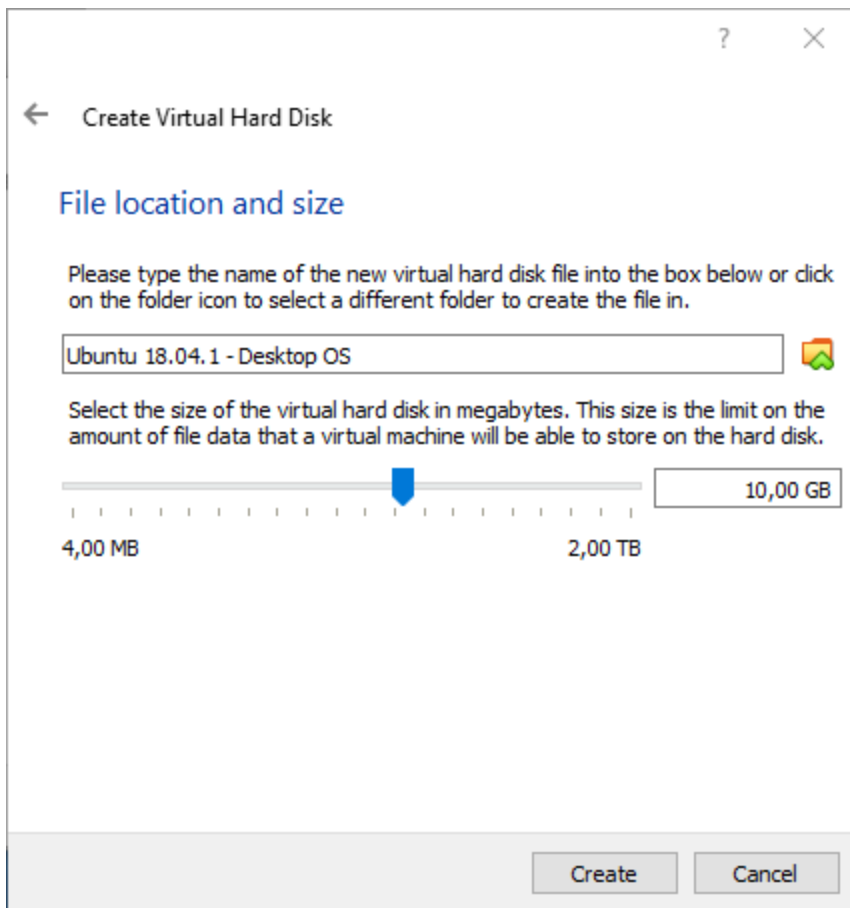 ?
Create Virtual Hard Disk
File location and size
Please type the name of the new virtual hard disk file into the box below or click
on the folder icon to select a different folder to create the file in.
Ubuntu 18.04.1 - Desktop OS
Select the size of the virtual hard disk in megabytes. This size is the limit on the
amount of file data that a virtual machine will be able to store on the hard disk.
10,00 GB
4,00 MB 2,00 TB
Create Cancel